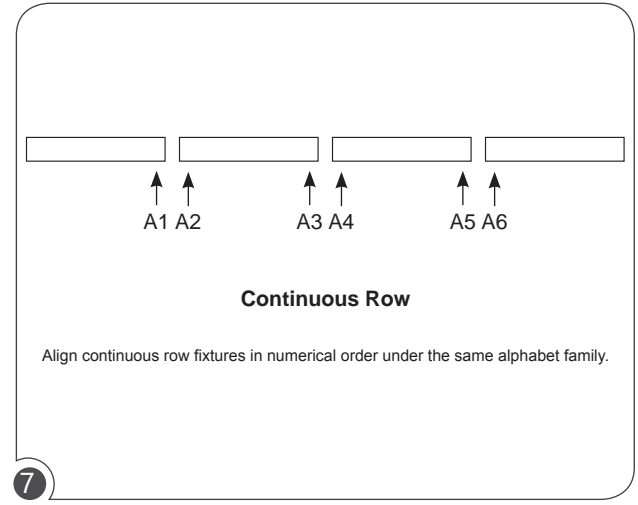 A1 A2 A3 A4 A5 A6
Continuous Row
Align continuous row fixtures in numerical order under the same alphabet family.
7